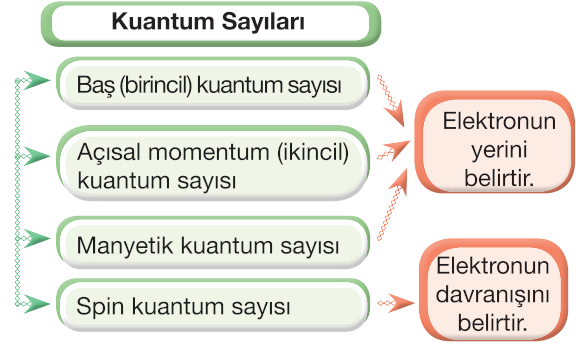 Kuantum Sayıları
Baş (birincil) kuantum sayısı
Açısal momentum (ikincil)
kuantum sayısı
Manyetik kuantum sayısı
Spin kuantum sayısı
Elektronun
yerini
belirtir.
Elektronun
davranışını
belirtir.